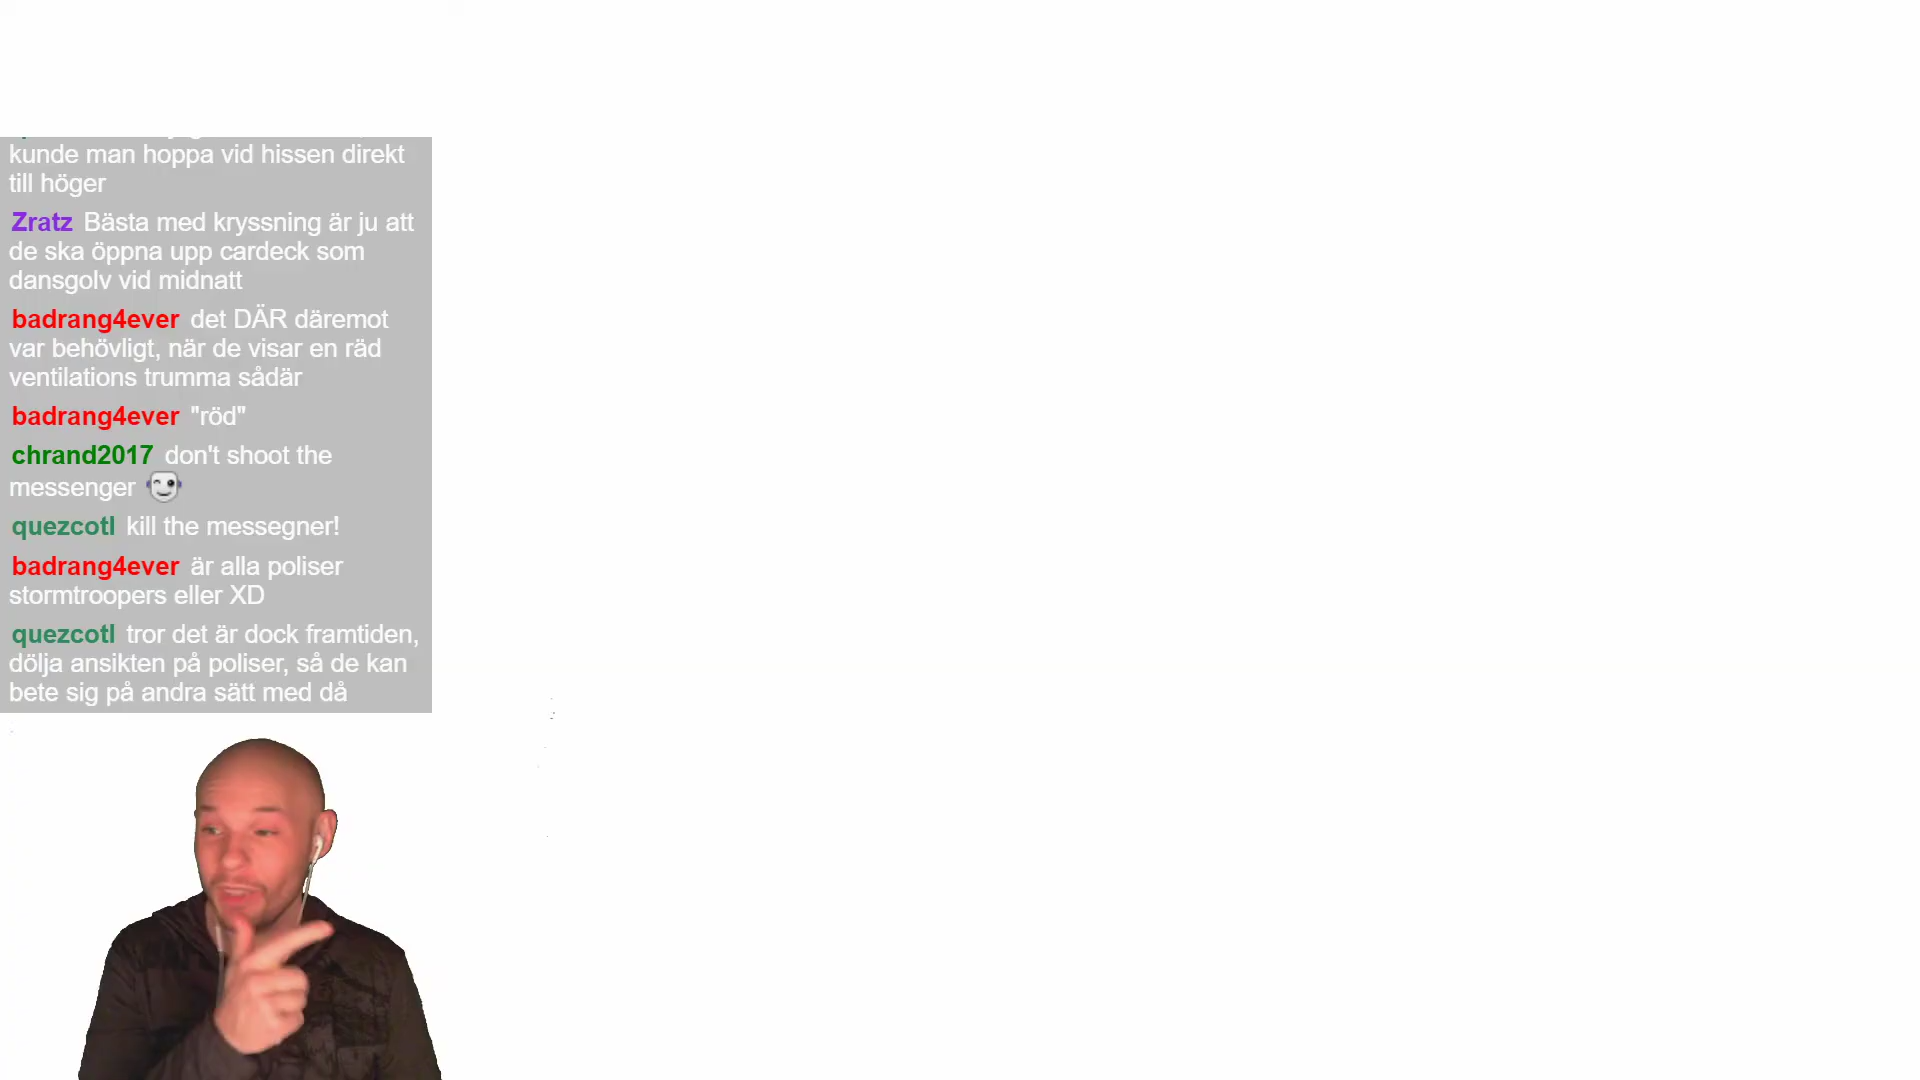 kunde man hoppa vid hissen direkt
till höger
Zratz Bästa med kryssning är ju att
de ska öppna upp cardeck som
dansgolv vid midnatt
badrang4ever det DÄR däremot
var behövligt, när de visar en räd
ventilations trumma sådär
badrang4ever "röd"
chrand2017 don't shoot the
messenger
quezcotl kill the messegner!
badrang4ever är alla poliser
stormtroopers eller XD
quezcotl tror det är dock framtiden,
dölja ansikten på poliser, så de kan
bete sig på andra sätt med då